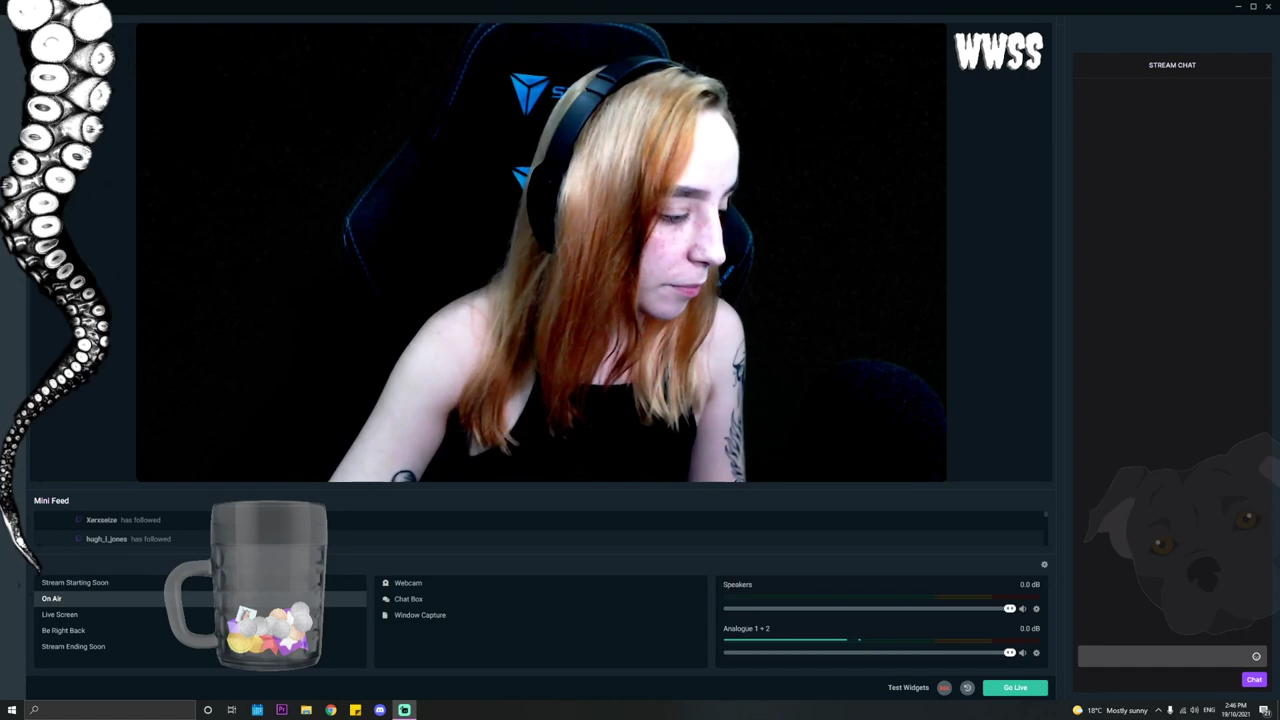 WWSS
STREAM CHAT
Mini Feed
Xerxseize has followed
hugh_l_jones has followed
Stream Starting Soon
On Air
Live Screen
Be Right Back
Stream Ending Soon
Webcam
Chat Box
Window Capture
Speakers 0.0 dB
Analogue 1 + 2 0.0 dB
Chat
Test Widgets REC Go Live
18°C Mostly sunny ENG 2:46 PM
19/10/2021